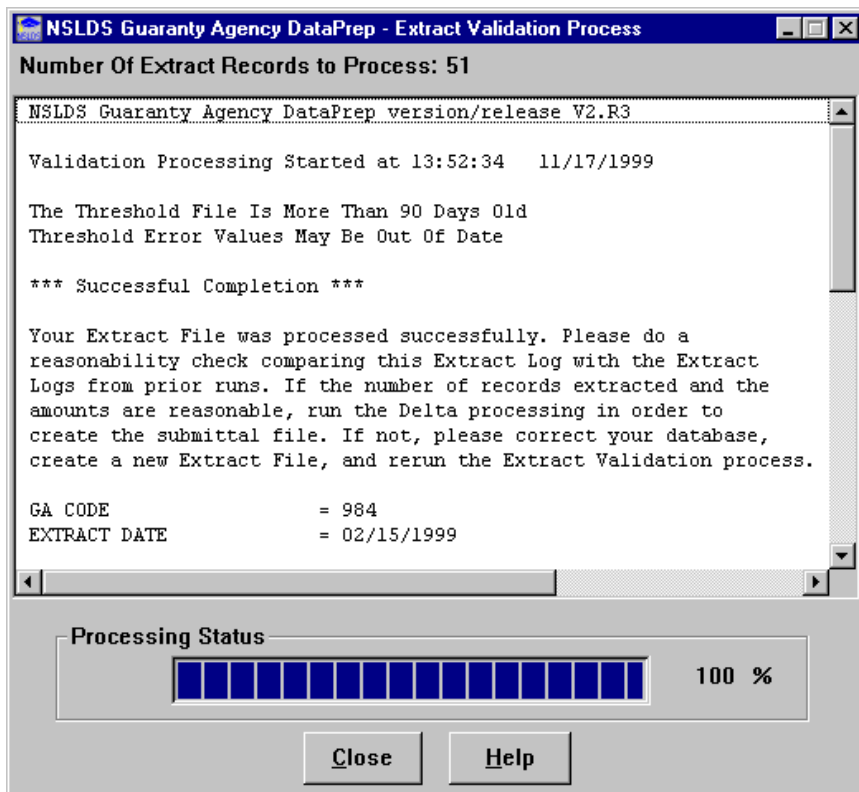 NSLDS Guaranty Agency DataPrep - Extract Validation Process
Number Of Extract Records to Process: 51
NSLDS Guaranty Agency DataPrep version/release V2.R3
Validation Processing Started at 13:52:34 11/17/1999
The Threshold File Is More Than 90 Days Old
Threshold Error Values May Be Out Of Date
*** Successful Completion ***
Your Extract File was processed successfully. Please do a
reasonability check comparing this Extract Log with the Extract
Logs from prior runs. If the number of records extracted and the
amounts are reasonable, run the Delta processing in order to
create the submittal file. If not, please correct your database,
create a new Extract File, and rerun the Extract Validation process.
GA CODE = 984
EXTRACT DATE = 02/15/1999
Processing Status
100 %
Close Help